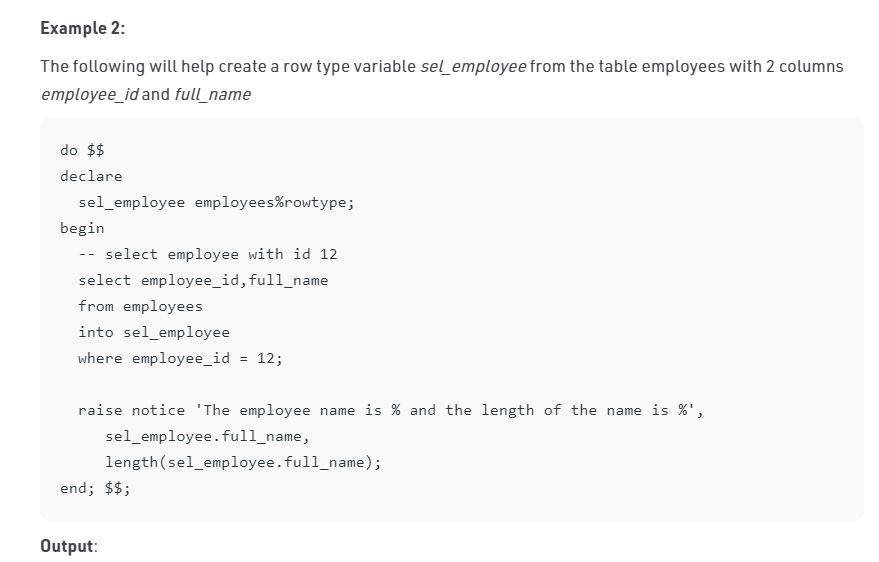 Example 2:
The following will help create a row type variable sel_employee from the table employees with 2 columns
employee_id and full_name
do $$
declare
  sel_employee employees%rowtype;
begin
  -- select employee with id 12
  select employee_id,full_name
  from employees
  into sel_employee
  where employee_id = 12;

  raise notice 'The employee name is % and the length of the name is %',
     sel_employee.full_name,
     length(sel_employee.full_name);
end; $$;
Output: